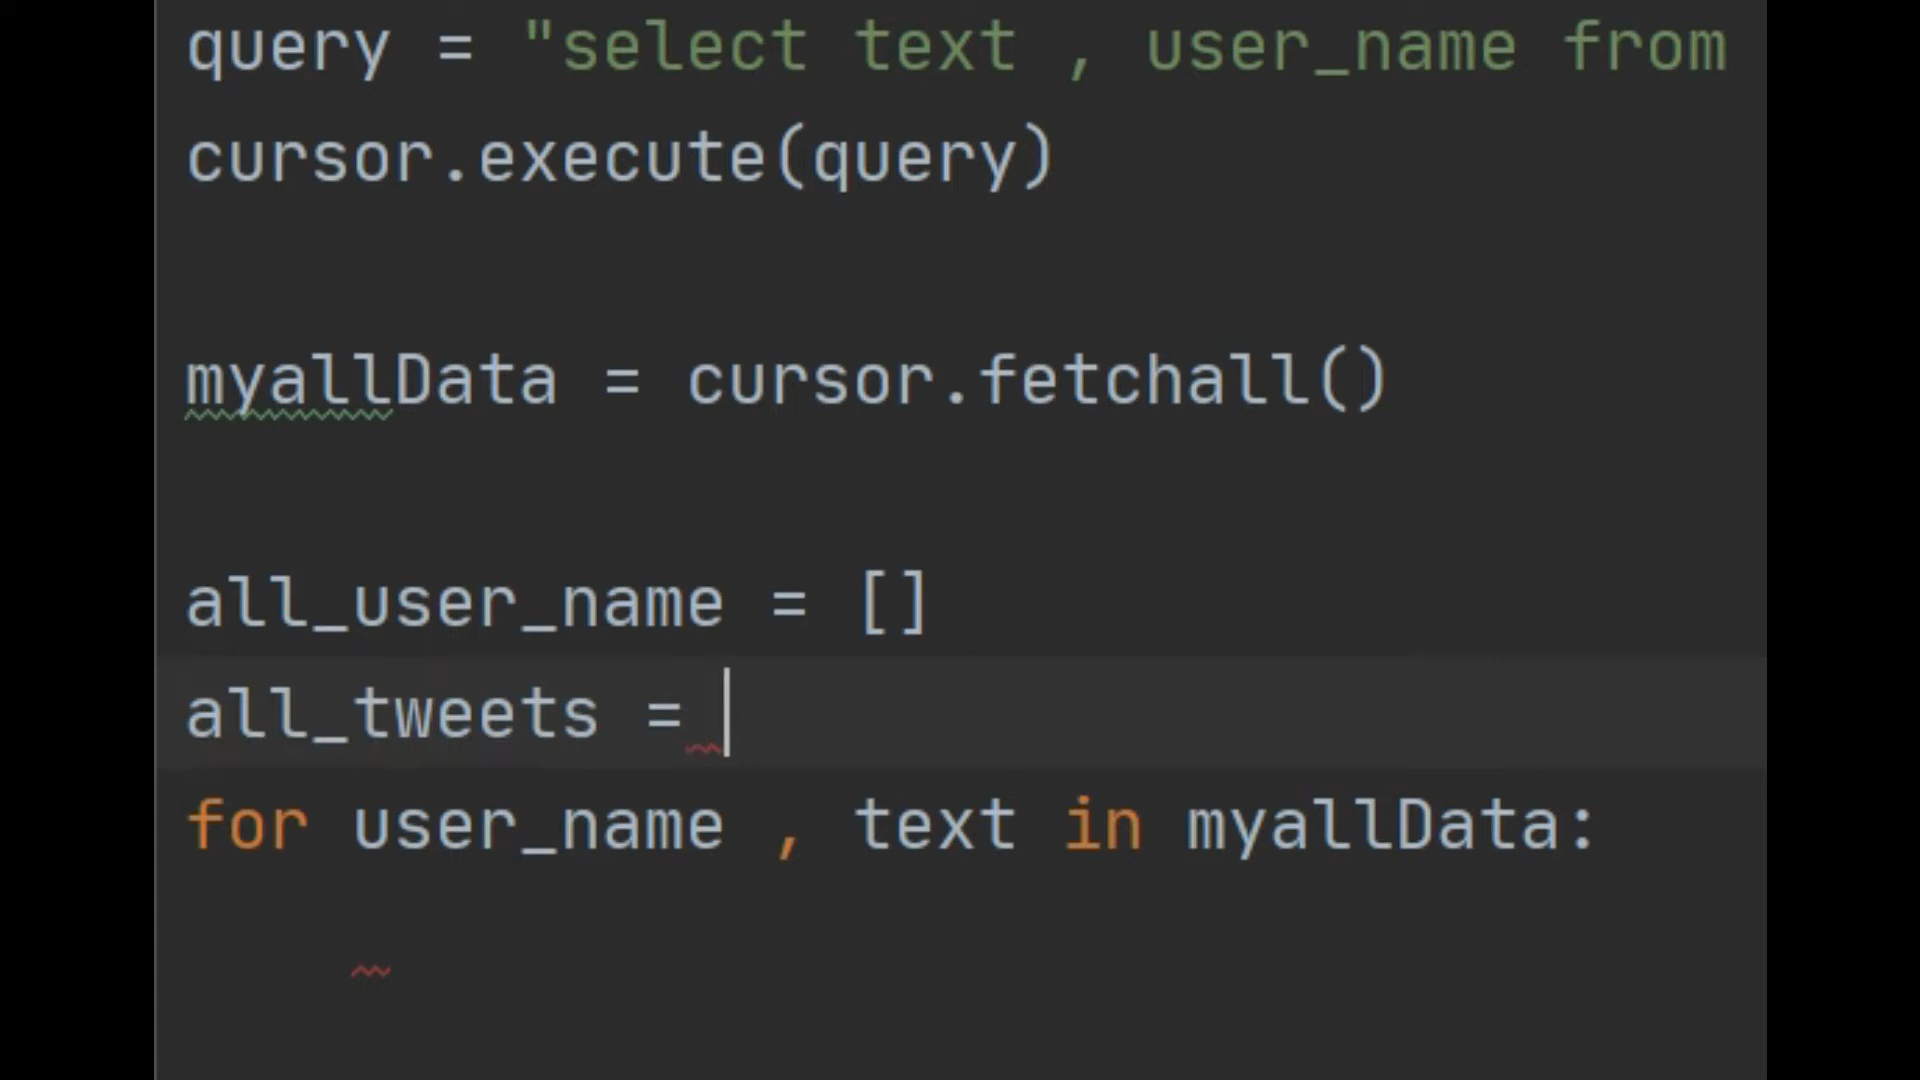 query = "select text , user_name from
cursor.execute(query)
myallData = cursor.fetchall()
all_user_name = []
all_tweets =
for user_name , text in myallData: